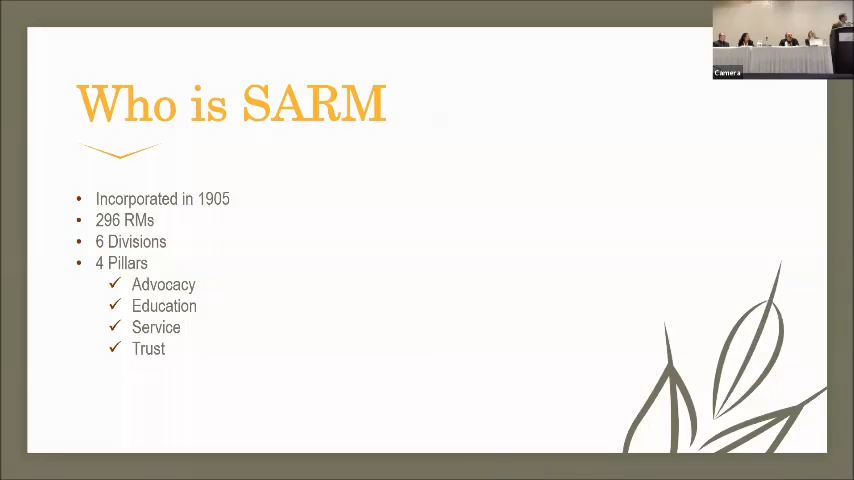 Camera
Who is SARM
• Incorporated in 1905
• 296 RMs
• 6 Divisions
• 4 Pillars
✓ Advocacy
✓ Education
✓ Service
✓ Trust